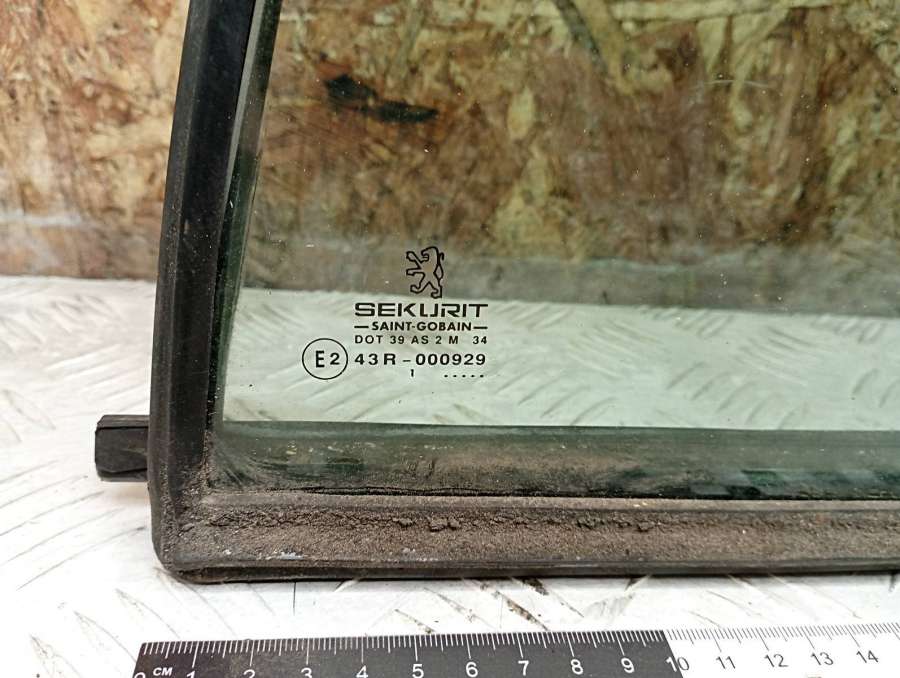 SEKURIT
—SAINT-GOBAIN—
DOT 39 AS 2 M 34
E2 43R-000929
1 .....
0 CM 1 2 3 4 5 6 7 8 9 10 11 12 13 14